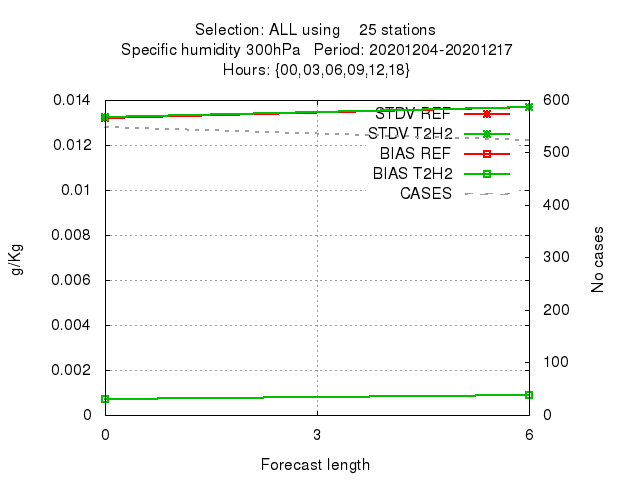 Selection: ALL using    25 stations
Specific humidity 300hPa   Period: 20201204-20201217
Hours: {00,03,06,09,12,18}
0.014
0.012
0.01
0.008
0.006
0.004
0.002
0
g/Kg
STDV REF
STDV T2H2
BIAS REF
BIAS T2H2
CASES
600
500
400
300
200
100
0
No cases
0 3 6
Forecast length